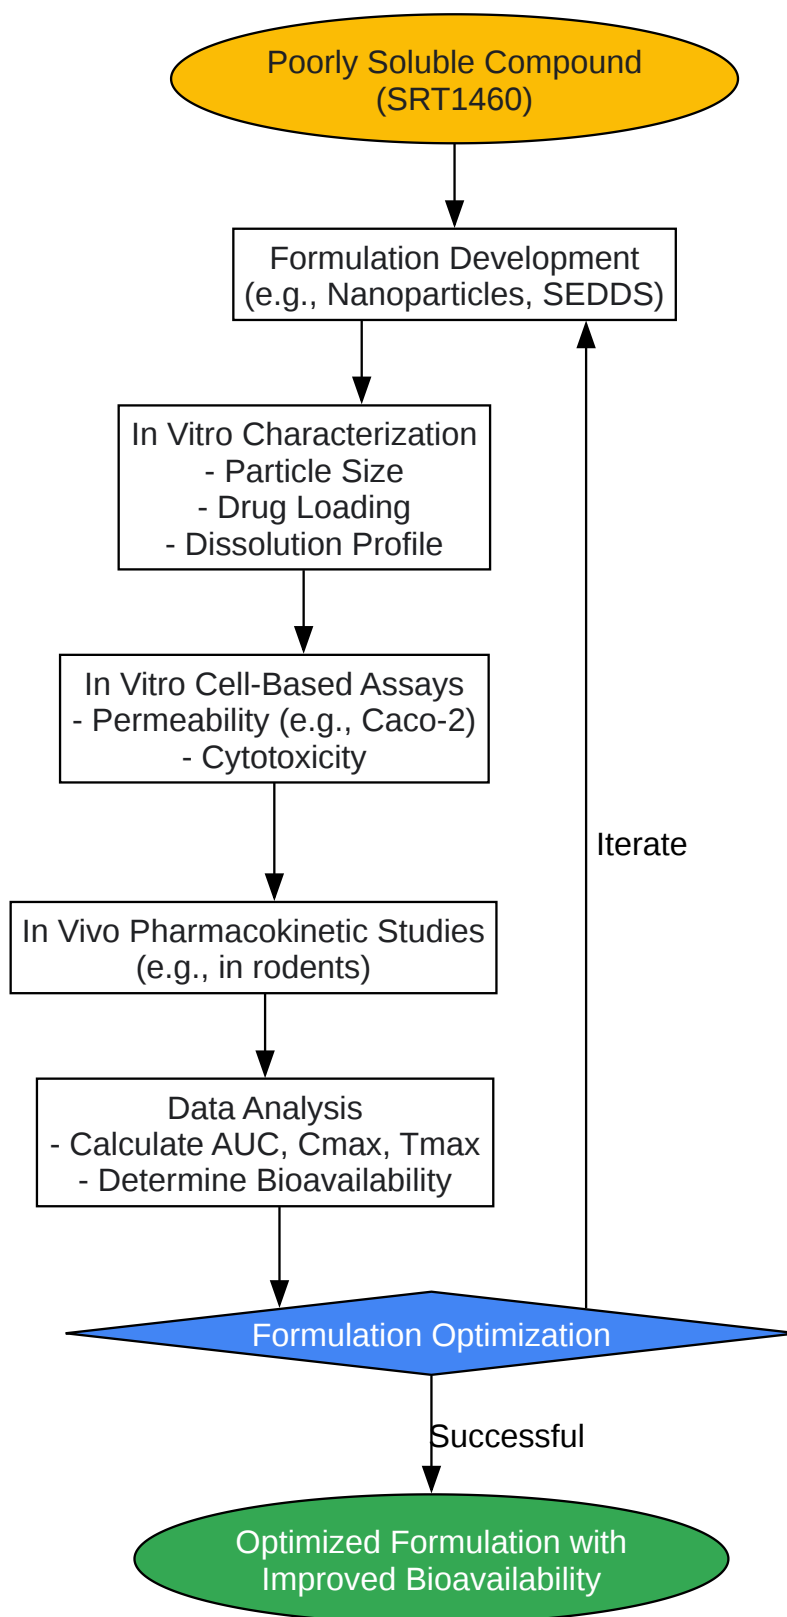 Poorly Soluble Compound
(SRT1460)
Formulation Development
(e.g., Nanoparticles, SEDDS)
In Vitro Characterization
- Particle Size
- Drug Loading
- Dissolution Profile
In Vitro Cell-Based Assays
- Permeability (e.g., Caco-2)
- Cytotoxicity
Iterate
In Vivo Pharmacokinetic Studies
(e.g., in rodents)
Data Analysis
- Calculate AUC, Cmax, Tmax
- Determine Bioavailability
Formulation Optimization
Successful
Optimized Formulation with
Improved Bioavailability